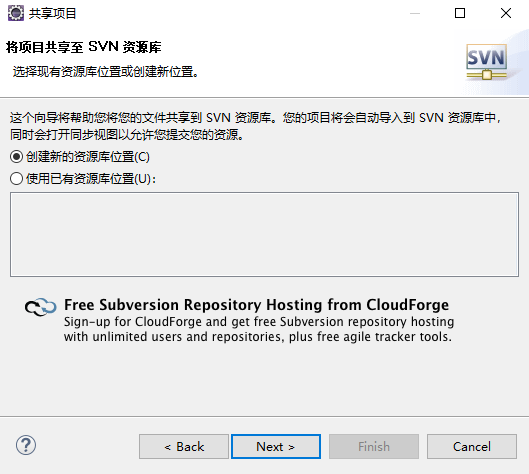 共享项目
将项目共享至 SVN 资源库
选择现有资源库位置或创建新位置。
SVN
这个向导将帮助您将您的文件共享到 SVN 资源库。您的项目将会自动导入到 SVN 资源库中，
同时会打开同步视图以允许您提交您的资源。
创建新的资源库位置(C)
使用已有资源库位置(U)：
Free Subversion Repository Hosting from CloudForge
Sign-up for CloudForge and get free Subversion repository hosting
with unlimited users and repositories, plus free agile tracker tools.
?
< Back
Next >
Finish
Cancel